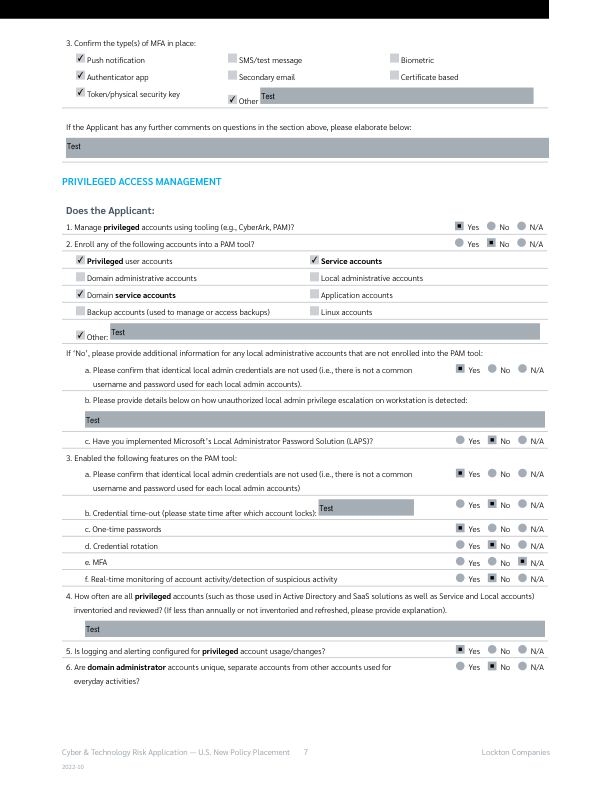 3. Confirm the type(s) of MFA in place:
Push notification SMS/test message Biometric
Authenticator app Secondary email Certificate based
Token/physical security key Other Test
If the Applicant has any further comments on questions in the section above, please elaborate below:
Test
PRIVILEGED ACCESS MANAGEMENT
Does the Applicant:
1. Manage privileged accounts using tooling (e.g., CyberArk, PAM)? Yes No N/A
2. Enroll any of the following accounts into a PAM tool? Yes No N/A
Privileged user accounts Service accounts
Domain administrative accounts Local administrative accounts
Domain service accounts Application accounts
Backup accounts (used to manage or access backups) Linux accounts
Other: Test
If ‘No’, please provide additional information for any local administrative accounts that are not enrolled into the PAM tool:
a. Please confirm that identical local admin credentials are not used (i.e., there is not a common Yes No N/A
username and password used for each local admin accounts).
b. Please provide details below on how unauthorized local admin privilege escalation on workstation is detected:
Test
c. Have you implemented Microsoft’s Local Administrator Password Solution (LAPS)? Yes No N/A
3. Enabled the following features on the PAM tool:
a. Please confirm that identical local admin credentials are not used (i.e., there is not a common Yes No N/A
username and password used for each local admin accounts)
b. Credential time-out (please state time after which account locks): Test Yes No N/A
c. One-time passwords Yes No N/A
d. Credential rotation Yes No N/A
e. MFA Yes No N/A
f. Real-time monitoring of account activity/detection of suspicious activity Yes No N/A
4. How often are all privileged accounts (such as those used in Active Directory and SaaS solutions as well as Service and Local accounts)
inventoried and reviewed? (If less than annually or not inventoried and refreshed, please provide explanation).
Test
5. Is logging and alerting configured for privileged account usage/changes? Yes No N/A
6. Are domain administrator accounts unique, separate accounts from other accounts used for Yes No N/A
everyday activities?
Cyber & Technology Risk Application — U.S. New Policy Placement 7 Lockton Companies
2022-10